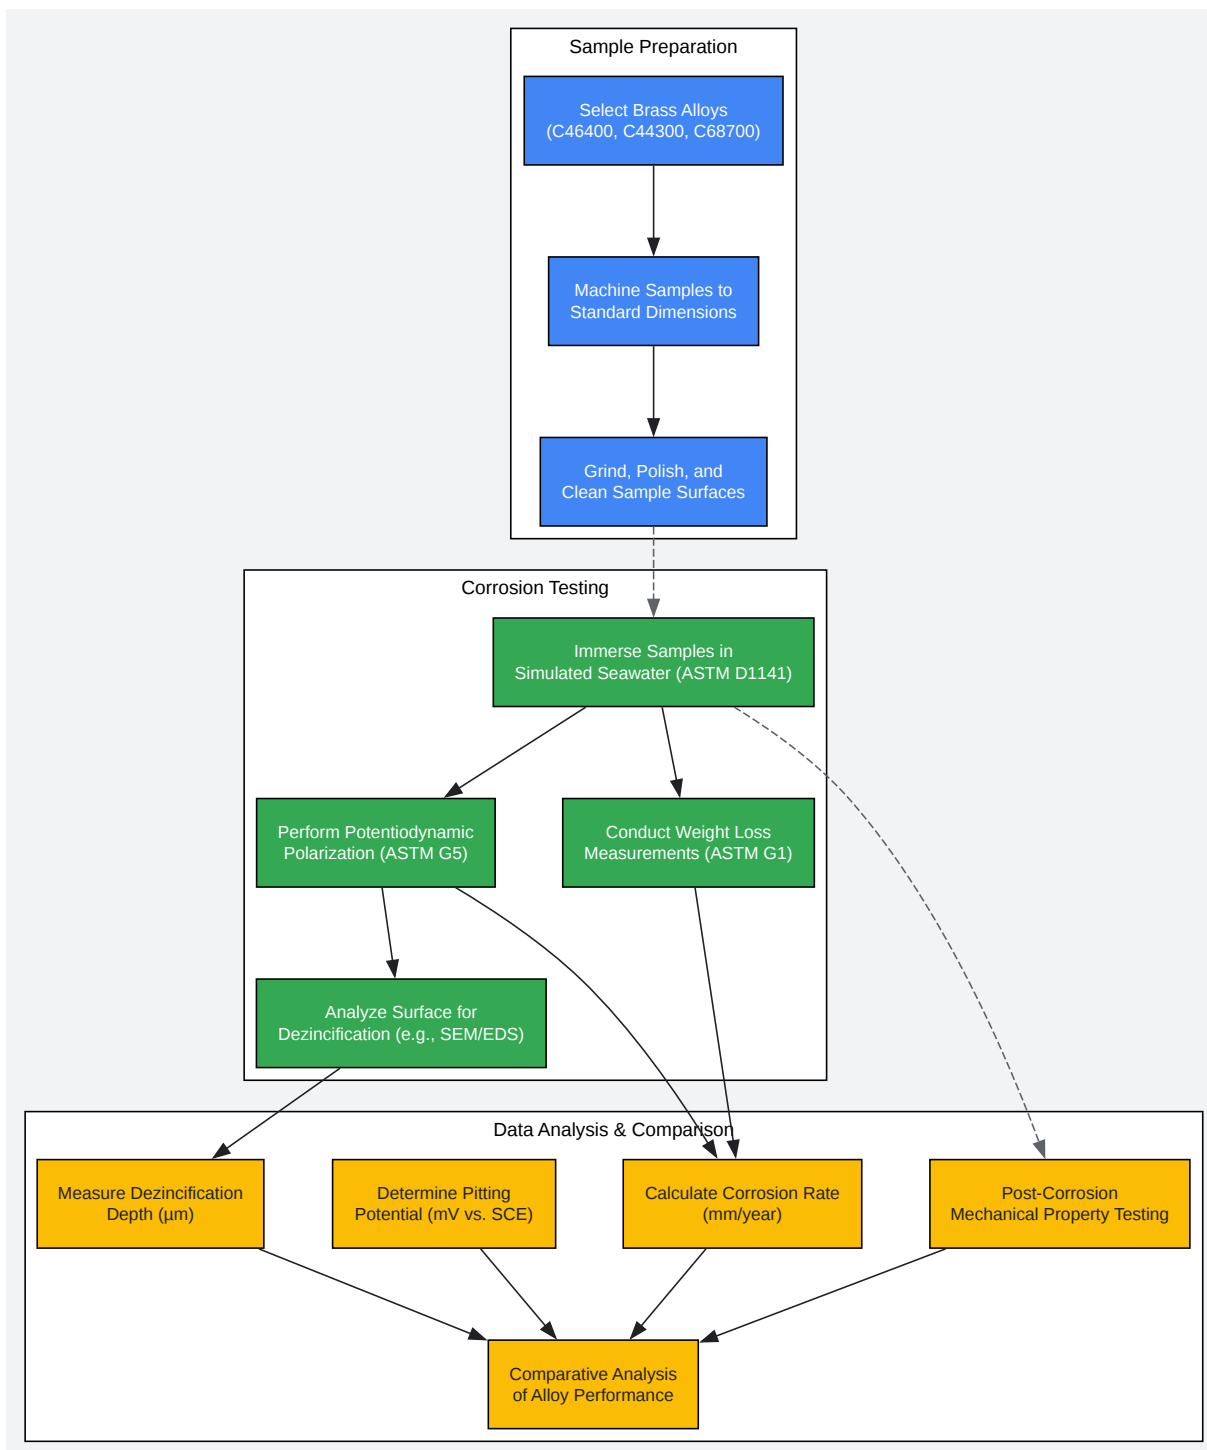 Sample Preparation
Select Brass Alloys
(C46400, C44300, C68700)
Machine Samples to
Standard Dimensions
Grind, Polish, and
Clean Sample Surfaces
Corrosion Testing
Immerse Samples in
Simulated Seawater (ASTM D1141)
Perform Potentiodynamic
Polarization (ASTM G5)
Conduct Weight Loss
Measurements (ASTM G1)
Analyze Surface for
Dezincification (e.g., SEM/EDS)
Data Analysis & Comparison
Measure Dezincification
Depth (µm)
Determine Pitting
Potential (mV vs. SCE)
Calculate Corrosion Rate
(mm/year)
Post-Corrosion
Mechanical Property Testing
Comparative Analysis
of Alloy Performance